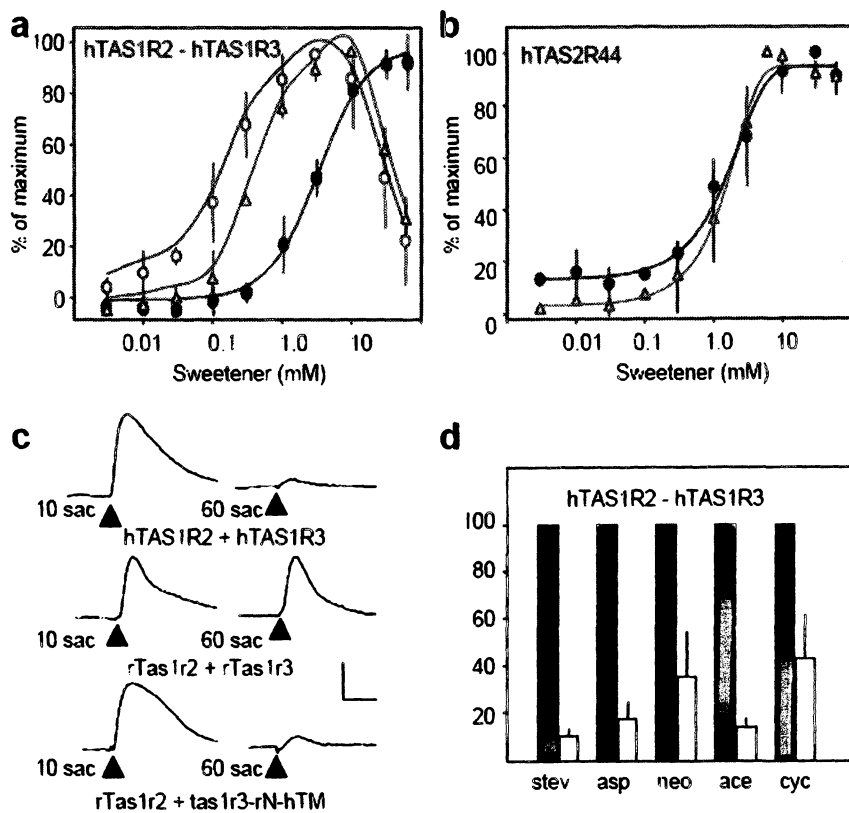 a
hTAS1R2 - hTAS1R3
% of maximum
100
80
60
40
20
0
0.01
0.1
1.0
10
Sweetener (mM)
b
hTAS2R44
% of maximum
100
80
60
40
20
0
0.01
0.1
1.0
10
Sweetener (mM)
c
10 sac
60 sac
hTAS1R2 + hTAS1R3
10 sac
60 sac
rTas1r2 + rTas1r3
10 sac
60 sac
rTas1r2 + tas1r3-rN-hTM
d
hTAS1R2 - hTAS1R3
100
80
60
40
20
stev
asp
neo
ace
cyc